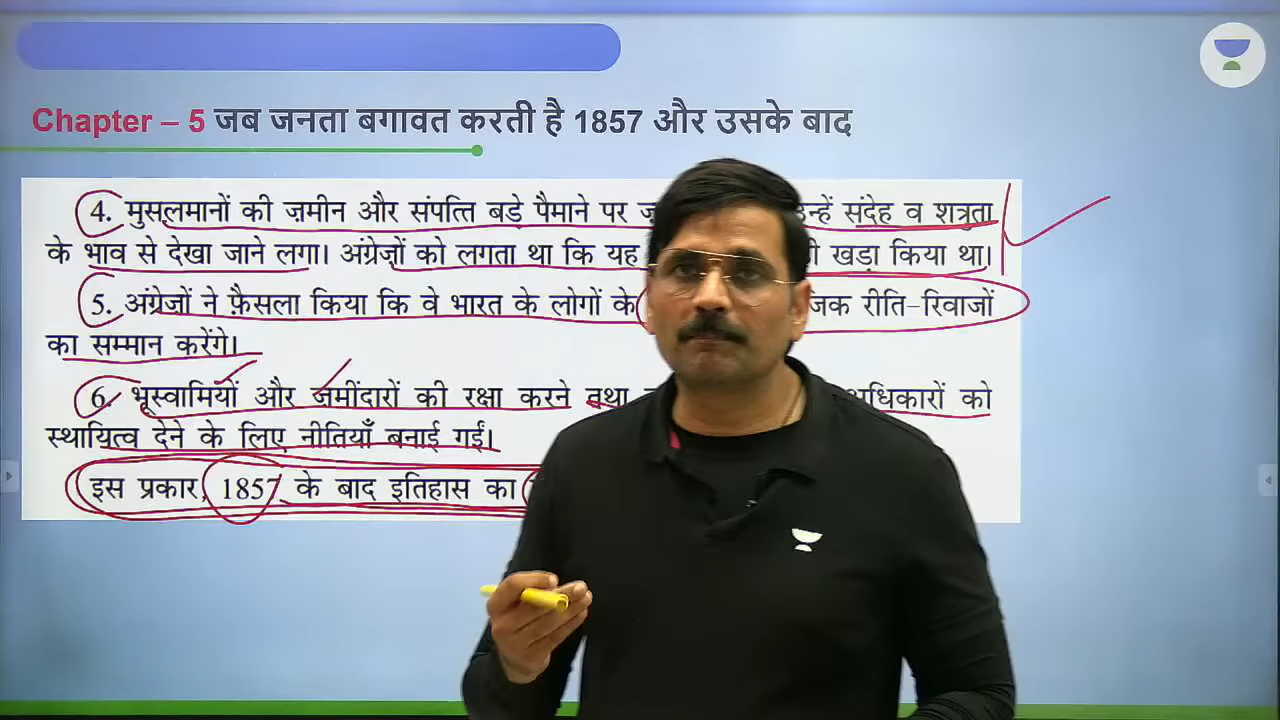 Chapter – 5 जब जनता बगावत करती है 1857 और उसके बाद
4. मुसलमानों की ज़मीन और संपत्ति बड़े पैमाने पर उन्हें संदेह व शत्रुता
के भाव से देखा जाने लगा। अंग्रेज़ों को लगता था कि यह खड़ा किया था।
5. अंग्रेजों ने फ़ैसला किया कि वे भारत के लोगों के रीति-रिवाजों
का सम्मान करेंगे।
6. भूस्वामियों और ज़मींदारों की रक्षा करने तथा अधिकारों को
स्थायित्व देने के लिए नीतियाँ बनाई गईं।
इस प्रकार, 1857 के बाद इतिहास का